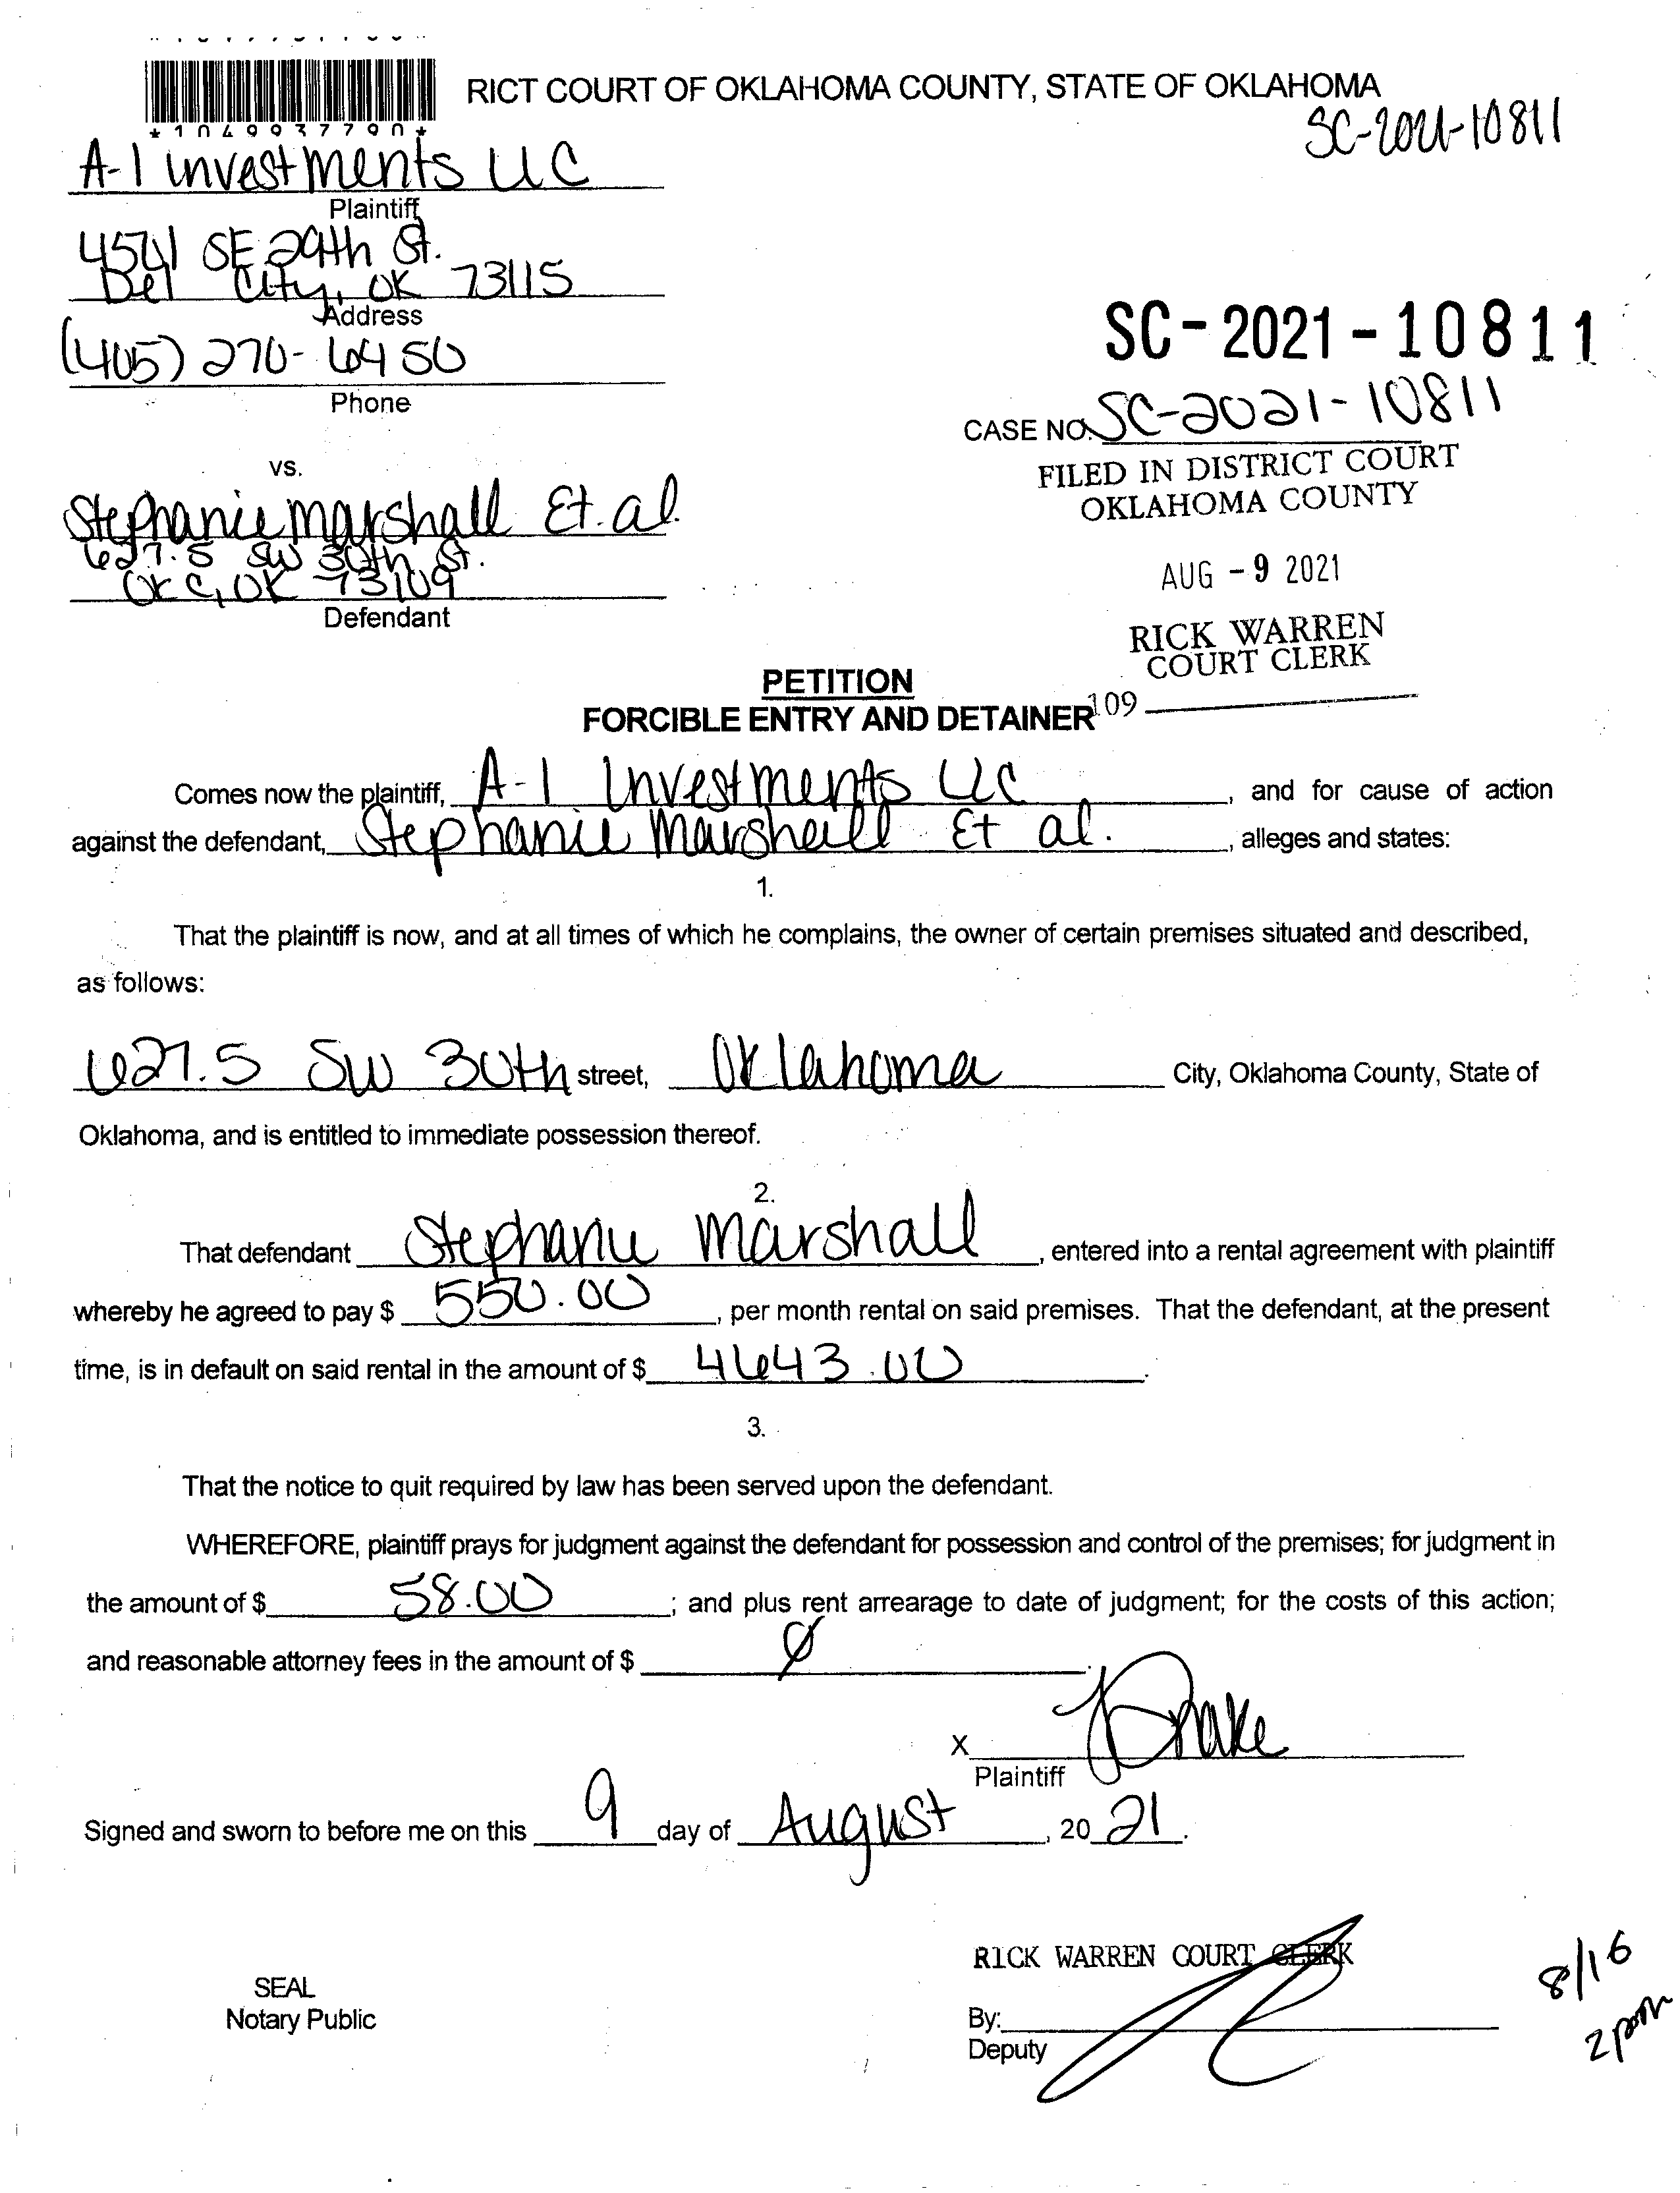 *1049937790*
RICT COURT OF OKLAHOMA COUNTY, STATE OF OKLAHOMA
SC-2021-10811
A-1 investments LLC
Plaintiff
4501 SE 29th St.
Del City, OK 73115
Address
(405) 270-6450
Phone
SC-2021-10811
CASE NO. SC-2021-10811
FILED IN DISTRICT COURT
OKLAHOMA COUNTY
vs.
Stephanie Marshall Et. al.
627.5 SW 30th St.
OKC, OK 73109
Defendant
AUG -9 2021
RICK WARREN
COURT CLERK
109
PETITION
FORCIBLE ENTRY AND DETAINER
Comes now the plaintiff, A-1 Investments LLC, and for cause of action
against the defendant, Stephanie Marshall Et al., alleges and states:
1.
That the plaintiff is now, and at all times of which he complains, the owner of certain premises situated and described,
as follows:
627.5 SW 30th street, Oklahoma City, Oklahoma County, State of
Oklahoma, and is entitled to immediate possession thereof.
2.
That defendant Stephanie Marshall, entered into a rental agreement with plaintiff
whereby he agreed to pay $ 550.00, per month rental on said premises. That the defendant, at the present
time, is in default on said rental in the amount of $ 4643.00.
3.
That the notice to quit required by law has been served upon the defendant.
WHEREFORE, plaintiff prays for judgment against the defendant for possession and control of the premises; for judgment in
the amount of $ 58.00; and plus rent arrearage to date of judgment; for the costs of this action;
and reasonable attorney fees in the amount of $ Ø.
X Drake
Plaintiff
Signed and sworn to before me on this 9 day of August, 2021.
RICK WARREN COURT CLERK
SEAL
Notary Public
By:
Deputy
8/16
2pm